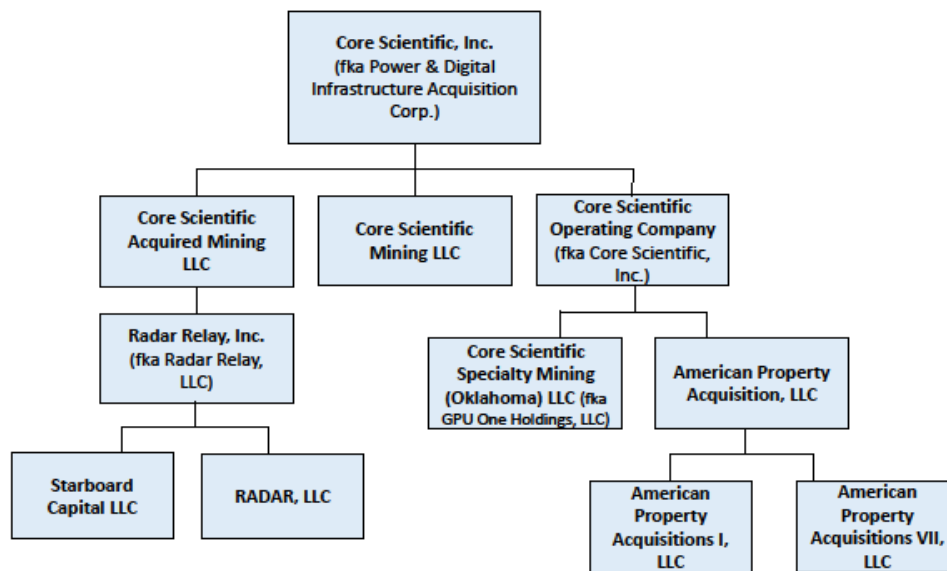 Core Scientific, Inc.
(fka Power & Digital
Infrastructure Acquisition
Corp.)
Core Scientific
Acquired Mining
LLC
Core Scientific
Mining LLC
Core Scientific
Operating Company
(fka Core Scientific,
Inc.)
Radar Relay, Inc.
(fka Radar Relay,
LLC)
Core Scientific
Specialty Mining
(Oklahoma) LLC (fka
GPU One Holdings, LLC)
American Property
Acquisition, LLC
Starboard
Capital LLC
RADAR, LLC
American
Property
Acquisitions I,
LLC
American
Property
Acquisitions VII,
LLC